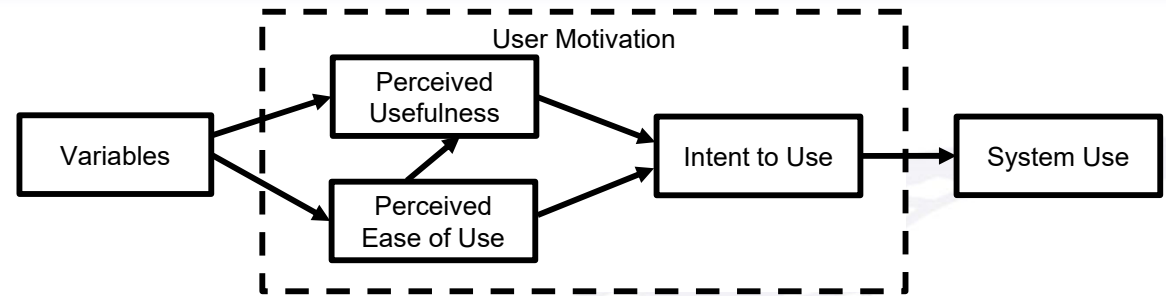 User Motivation
Perceived
Usefulness
Variables
Intent to Use
System Use
Perceived
Ease of Use